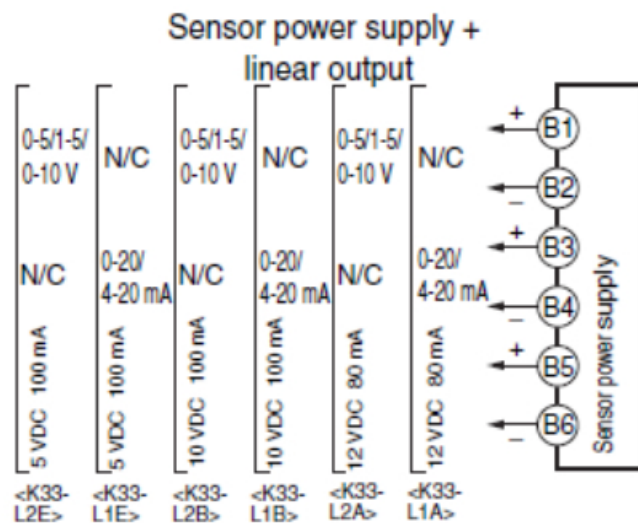 Sensor power supply +
linear output
0-5/1-5/
0-10 V
N/C
0-5/1-5/
0-10 V
N/C
0-5/1-5/
0-10 V
N/C
N/C
0-20/
4-20 mA
N/C
0-20/
4-20 mA
N/C
0-20/
4-20 mA
5 VDC 100 mA
5 VDC 100 mA
10 VDC 100 mA
10 VDC 100 mA
12 VDC 80 mA
12 VDC 80 mA
<K33-
L2E>
<K33-
L1E>
<K33-
L2B>
<K33-
L1B>
<K33-
L2A>
<K33-
L1A>
+
B1
–
B2
+
B3
–
B4
+
B5
–
B6
Sensor power supply